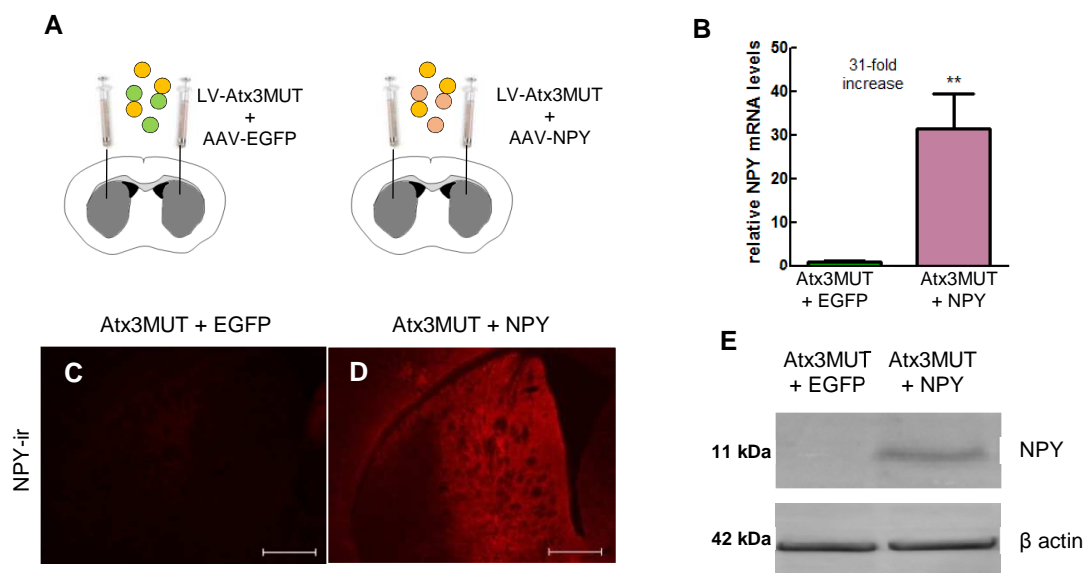 A
LV-Atx3MUT
+
AAV-EGFP
LV-Atx3MUT
+
AAV-NPY
B
relative NPY mRNA levels
50
40
30
20
10
0
31-fold
increase
**
Atx3MUT
+ EGFP
Atx3MUT
+ NPY
Atx3MUT + EGFP
Atx3MUT + NPY
NPY-ir
C
D
E
Atx3MUT
+ EGFP
Atx3MUT
+ NPY
11 kDa
NPY
42 kDa
β actin